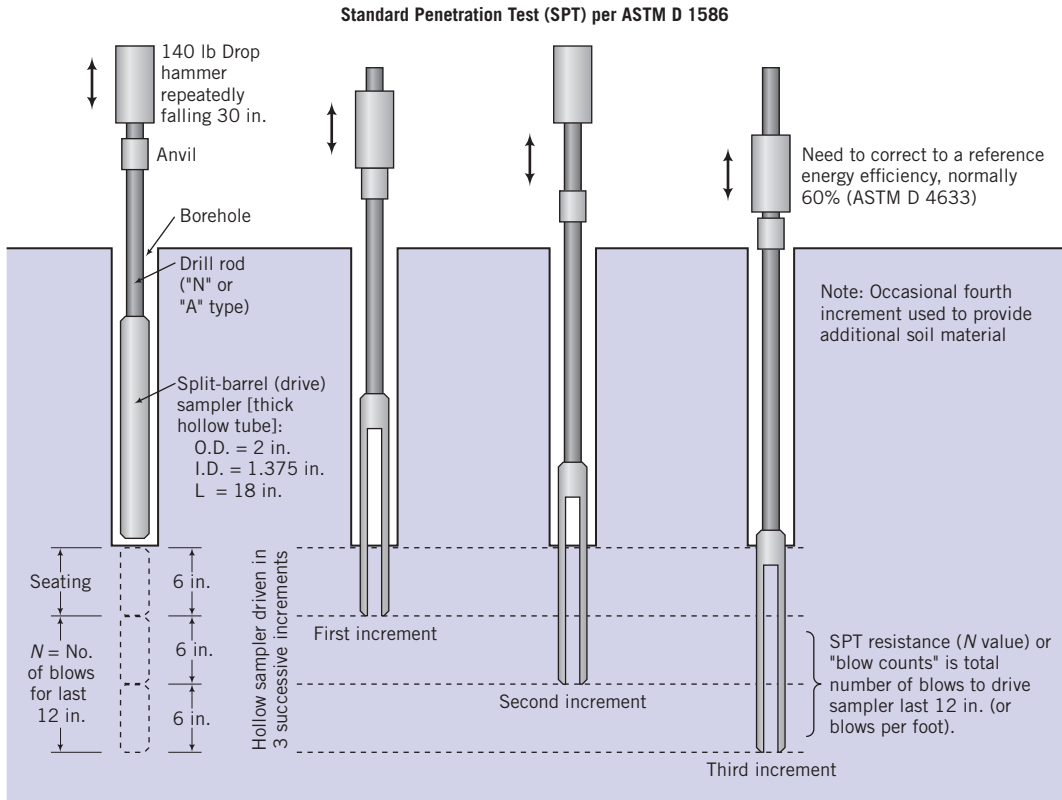 Standard Penetration Test (SPT) per ASTM D 1586
140 lb Drop
hammer
repeatedly
falling 30 in.
Anvil
Borehole
Drill rod
("N" or
"A" type)
Split-barrel (drive)
sampler [thick
hollow tube]:
O.D. = 2 in.
I.D. = 1.375 in.
L = 18 in.
Need to correct to a reference
energy efficiency, normally
60% (ASTM D 4633)
Note: Occasional fourth
increment used to provide
additional soil material
Seating
N = No.
of blows
for last
12 in.
6 in.
6 in.
6 in.
Hollow sampler driven in
3 successive increments
First increment
Second increment
Third increment
SPT resistance (N value) or
"blow counts" is total
number of blows to drive
sampler last 12 in. (or
blows per foot).